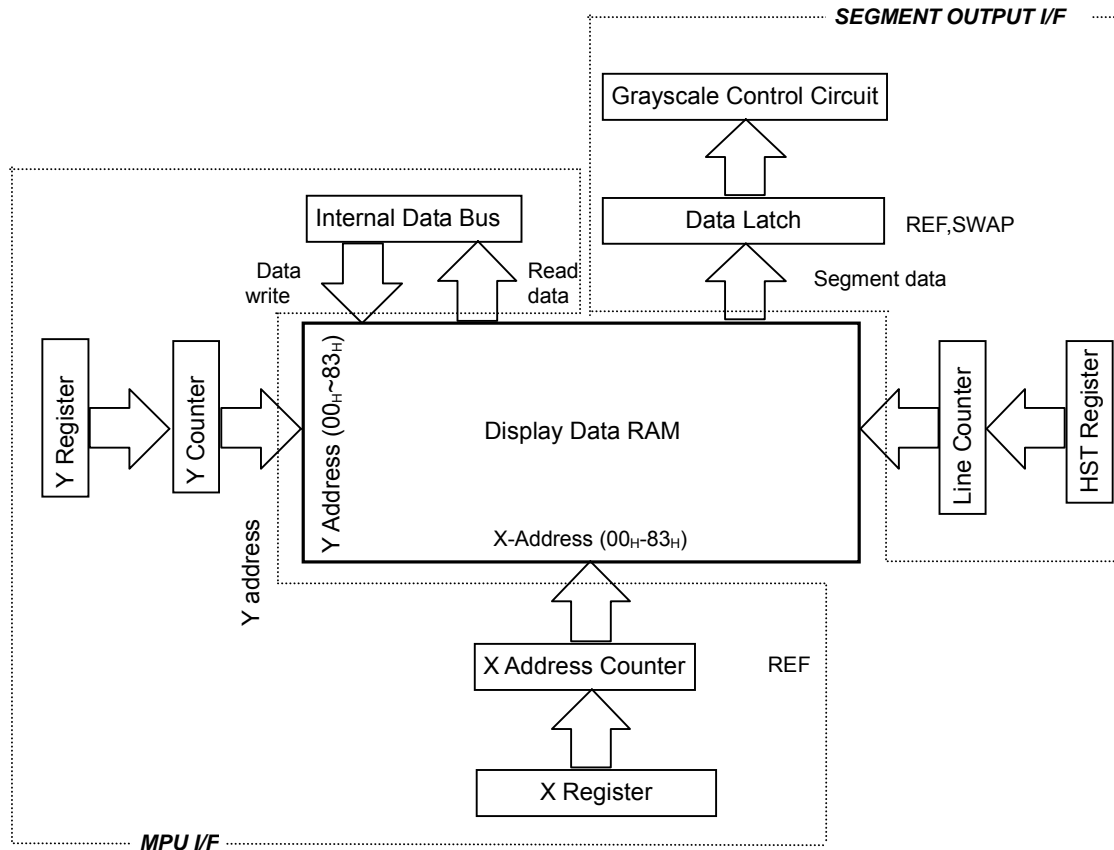 SEGMENT OUTPUT I/F
Grayscale Control Circuit
Internal Data Bus
Data Latch
REF,SWAP
Data
write
Read
data
Segment data
Y Register
Y Counter
Y Address (00H~83H)
Display Data RAM
Line Counter
HST Register
X-Address (00H-83H)
Y address
X Address Counter
REF
X Register
MPU I/F